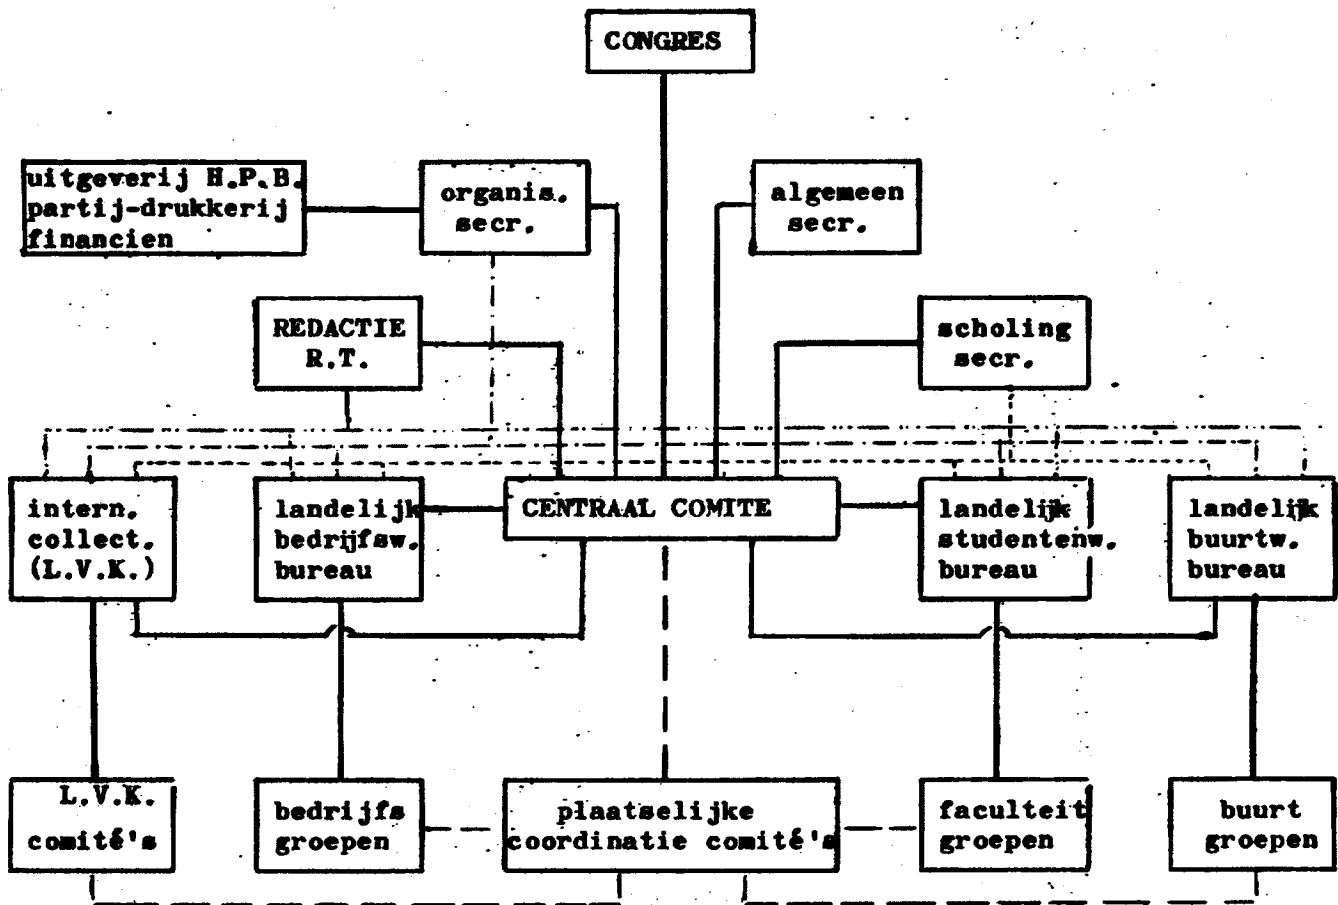 CONGRES
uitgeverij H.P.B.
partij-drukkerij
financien
organis.
secr.
algemeen
secr.
REDACTIE
R.T.
scholing
secr.
intern.
collect.
(L.V.K.)
landelijk
bedrijfsw.
bureau
CENTRAAL COMITE
landelijk
studentenw.
bureau
landelijk
buurtw.
bureau
L.V.K.
comité's
bedrijfs
groepen
plaatselijke
coordinatie comité's
faculteit
groepen
buurt
groepen